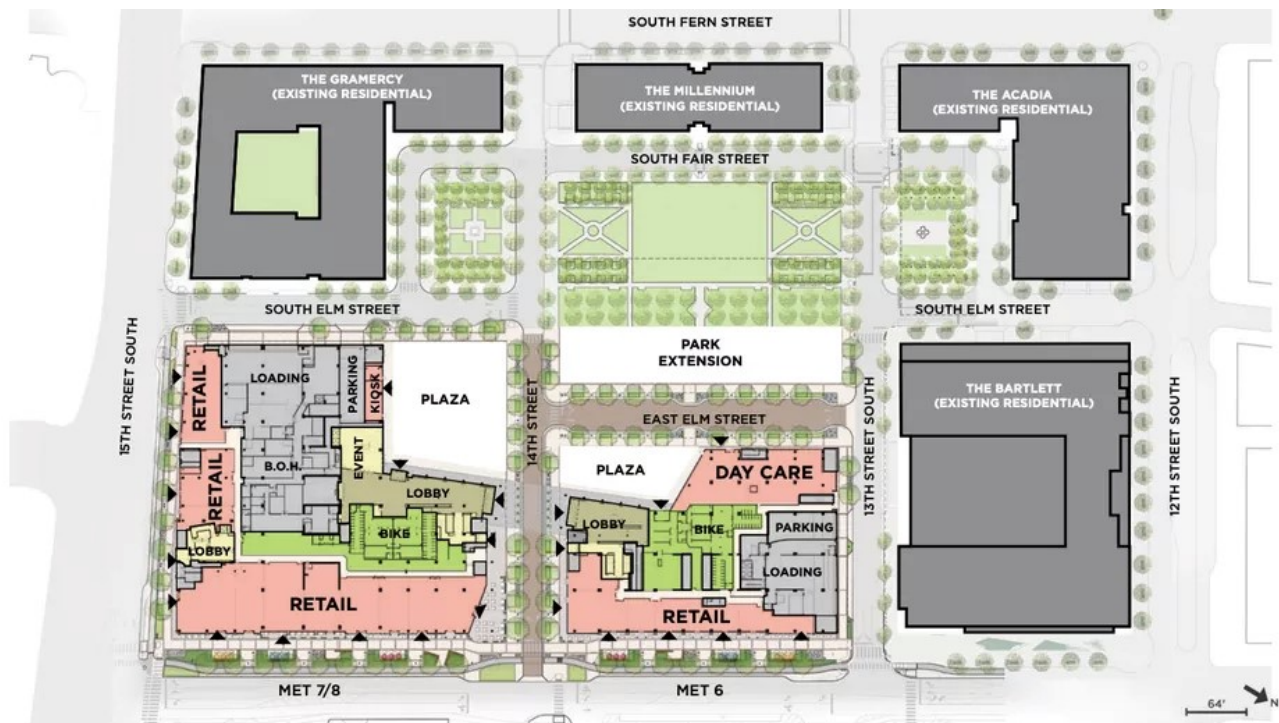 SOUTH FERN STREET
THE GRAMERCY
(EXISTING RESIDENTIAL)
THE MILLENNIUM
(EXISTING RESIDENTIAL)
THE ACADIA
(EXISTING RESIDENTIAL)
SOUTH FAIR STREET
SOUTH ELM STREET
SOUTH ELM STREET
15TH STREET SOUTH
RETAIL
LOADING
PARKING
KIOSK
PLAZA
14TH STREET
PARK
EXTENSION
EAST ELM STREET
13TH STREET SOUTH
THE BARTLETT
(EXISTING RESIDENTIAL)
12TH STREET SOUTH
RETAIL
B.O.H.
EVENT
LOBBY
BIKE
LOBBY
RETAIL
PLAZA
DAY CARE
LOBBY
BIKE
PARKING
LOADING
RETAIL
MET 7/8
MET 6
64'
N